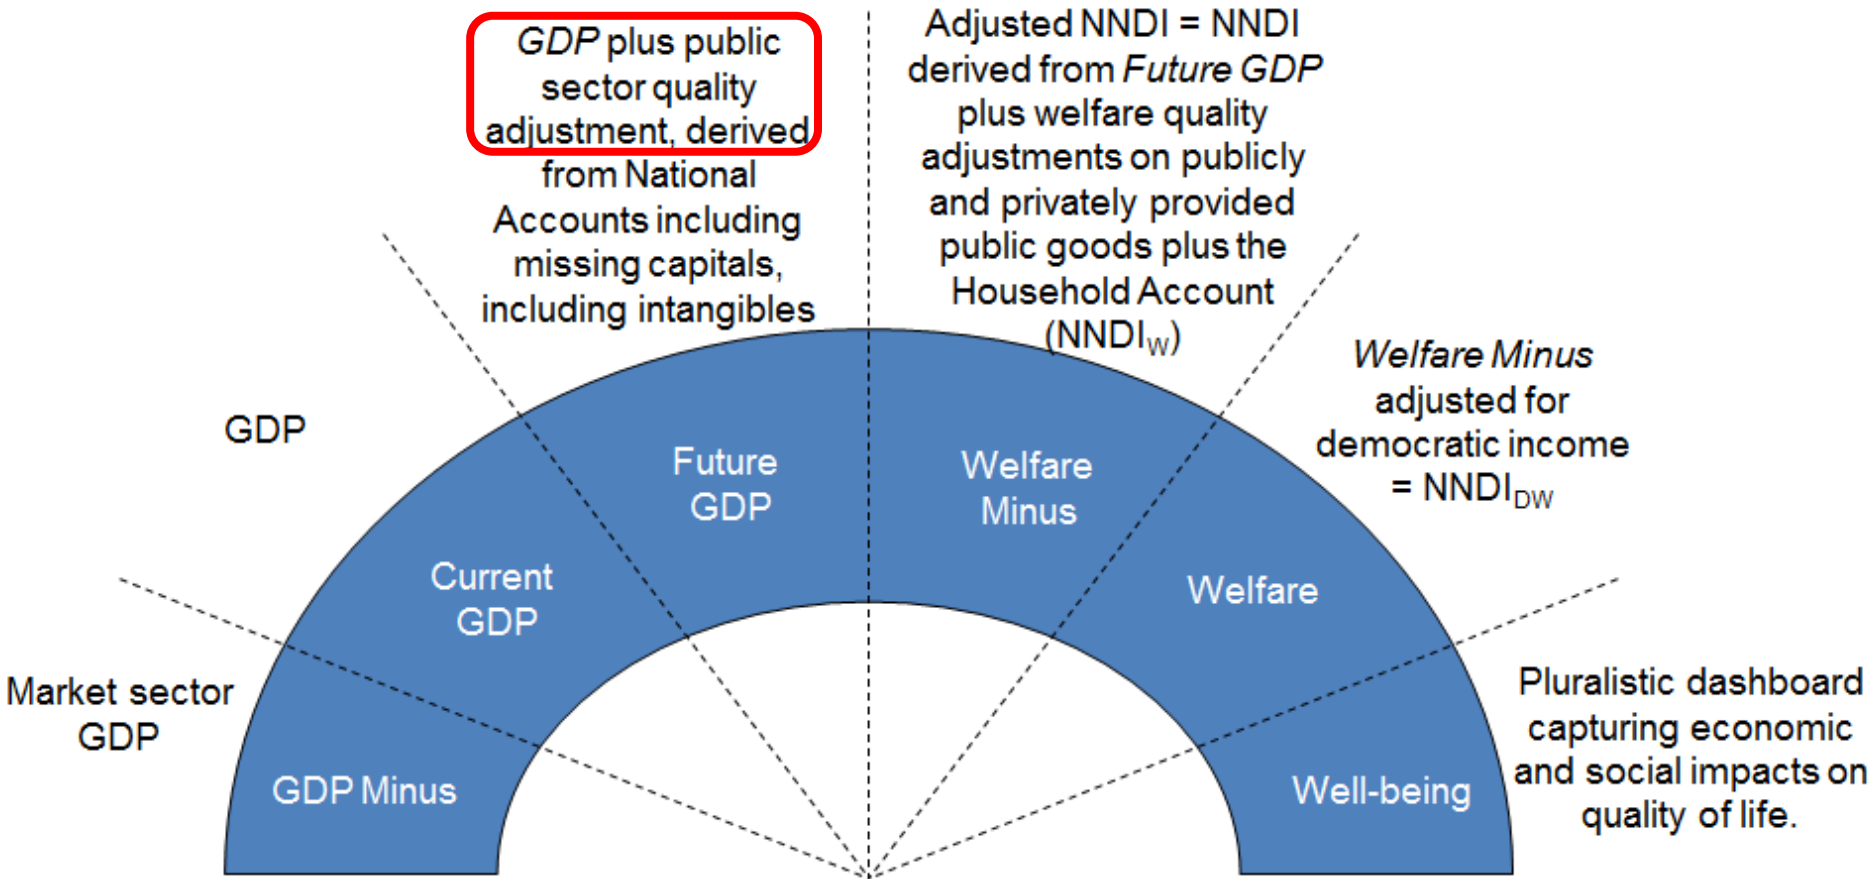 GDP plus public
sector quality
adjustment, derived
from National
Accounts including
missing capitals,
including intangibles
Adjusted NNDI = NNDI
derived from Future GDP
plus welfare quality
adjustments on publicly
and privately provided
public goods plus the
Household Account
(NNDIW)
Welfare Minus
adjusted for
democratic income
= NNDIDW
GDP
Future
GDP
Welfare
Minus
Current
GDP
Welfare
Market sector
GDP
GDP Minus
Well-being
Pluralistic dashboard
capturing economic
and social impacts on
quality of life.